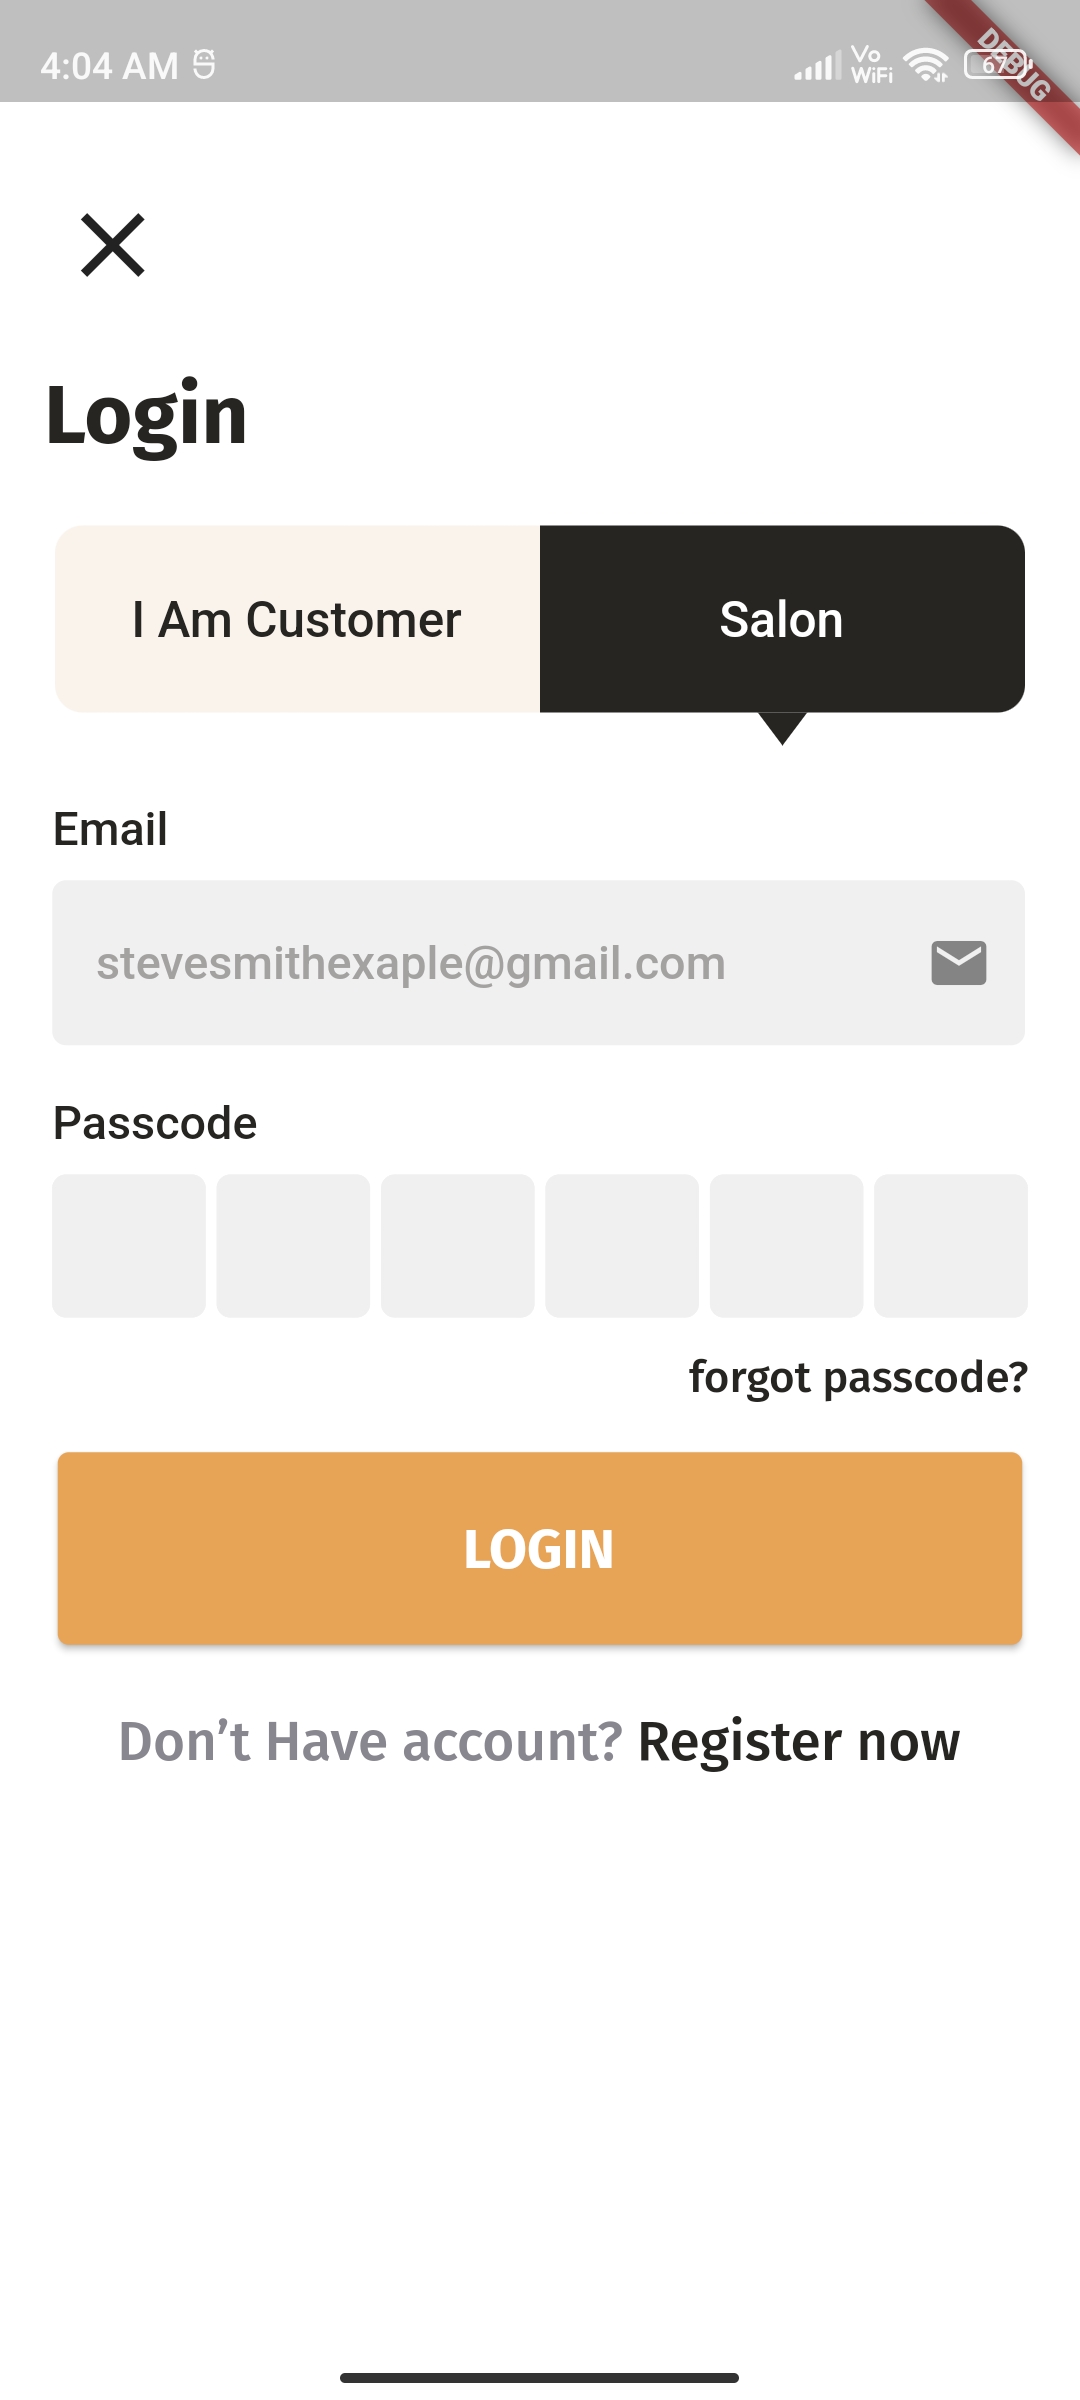 4:04 AM
Vo
WiFi
67
DEBUG
Login
I Am Customer
Salon
Email
stevesmithexaple@gmail.com
Passcode
forgot passcode?
LOGIN
Don’t Have account? Register now